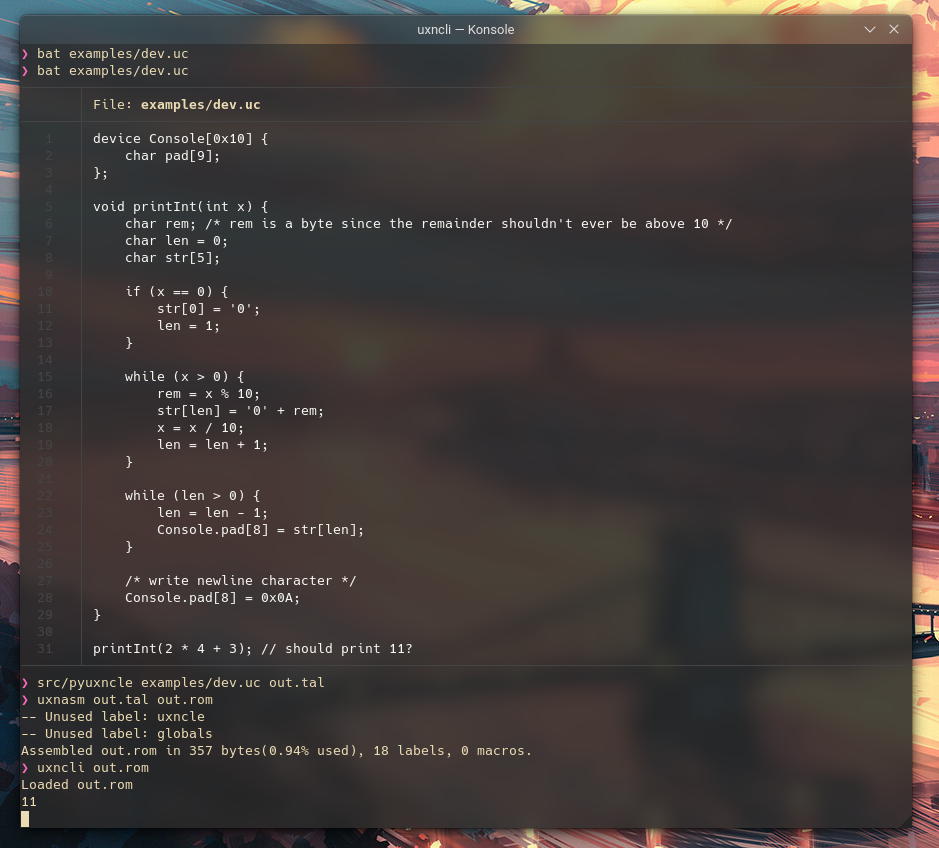 uxncli — Konsole
❯ bat examples/dev.uc
❯ bat examples/dev.uc
File: examples/dev.uc
1 device Console[0x10] {
2     char pad[9];
3 };
4
5 void printInt(int x) {
6     char rem; /* rem is a byte since the remainder shouldn't ever be above 10 */
7     char len = 0;
8     char str[5];
9
10     if (x == 0) {
11         str[0] = '0';
12         len = 1;
13     }
14
15     while (x > 0) {
16         rem = x % 10;
17         str[len] = '0' + rem;
18         x = x / 10;
19         len = len + 1;
20     }
21
22     while (len > 0) {
23         len = len - 1;
24         Console.pad[8] = str[len];
25     }
26
27     /* write newline character */
28     Console.pad[8] = 0x0A;
29 }
30
31 printInt(2 * 4 + 3); // should print 11?
❯ src/pyuxncle examples/dev.uc out.tal
❯ uxnasm out.tal out.rom
-- Unused label: uxncle
-- Unused label: globals
Assembled out.rom in 357 bytes(0.94% used), 18 labels, 0 macros.
❯ uxncli out.rom
Loaded out.rom
11